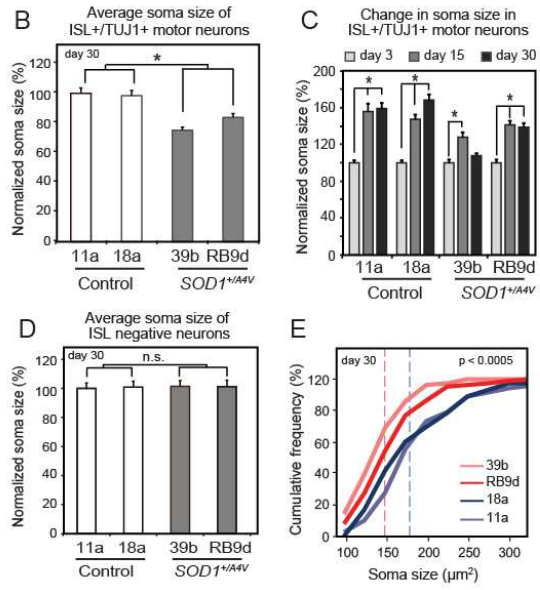 B
Average soma size of
ISL+/TUJ1+ motor neurons
day 30
*
Normalized soma size (%)
120
100
80
60
40
20
0
11a 18a 39b RB9d
Control SOD1+/A4V
C
Change in soma size in
ISL+/TUJ1+ motor neurons
day 3 day 15 day 30
* * * *
Normalized soma size (%)
200
160
120
80
40
0
11a 18a 39b RB9d
Control SOD1+/A4V
D
Average soma size of
ISL negative neurons
day 30
n.s.
Normalized soma size (%)
120
100
80
60
40
20
0
11a 18a 39b RB9d
Control SOD1+/A4V
E
day 30 p < 0.0005
Cumulative frequency (%)
120
80
60
40
20
0
39b
RB9d
18a
11a
100 150 200 250 300
Soma size (µm²)